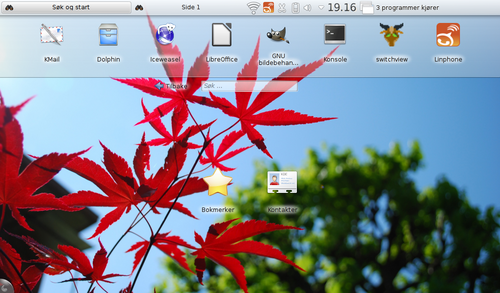 Søk og start
Side 1
19.16
3 programmer kjører
KMail
Dolphin
Iceweasel
LibreOffice
GNU
bildebehan...
Konsole
switchview
Linphone
Tilbake
Søk ...
Bokmerker
Kontakter